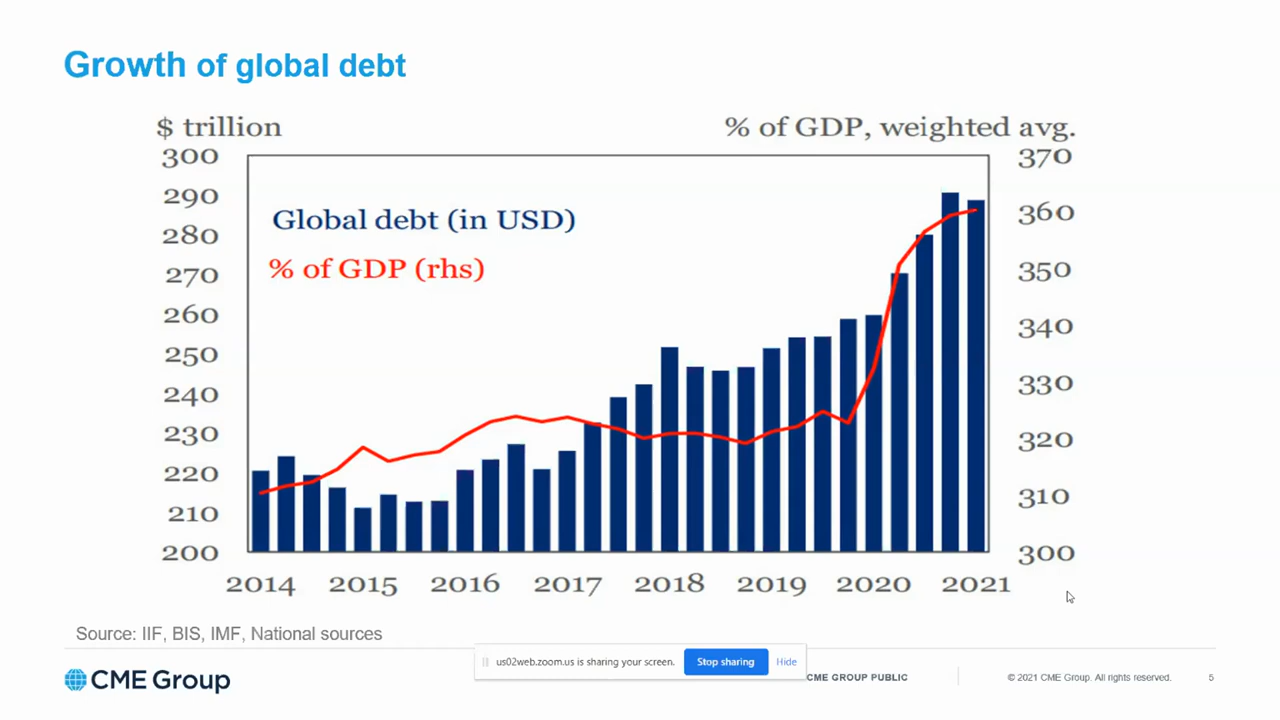 Growth of global debt
$ trillion
% of GDP, weighted avg.
300
290
280
270
260
250
240
230
220
210
200
Global debt (in USD)
% of GDP (rhs)
370
360
350
340
330
320
310
300
2014 2015 2016 2017 2018 2019 2020 2021
Source: IIF, BIS, IMF, National sources
us02web.zoom.us is sharing your screen. Stop sharing Hide
CME Group
CME GROUP PUBLIC
© 2021 CME Group. All rights reserved.
5